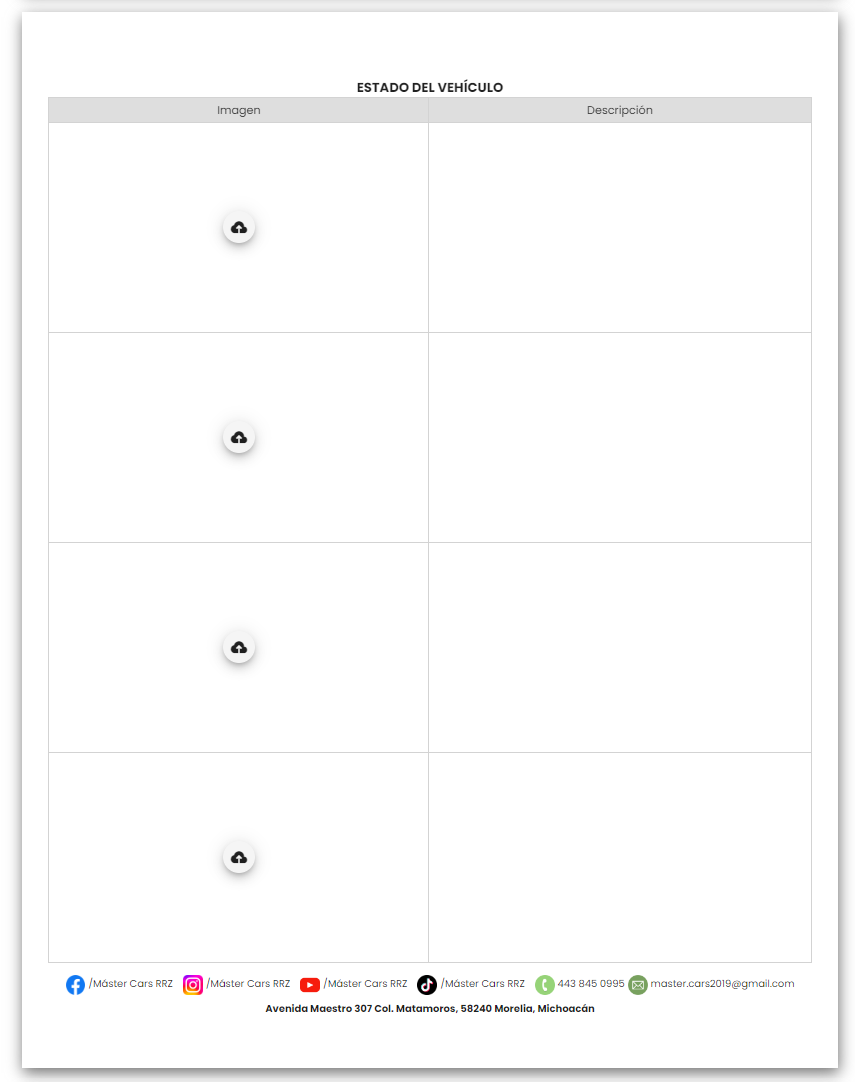 ESTADO DEL VEHÍCULO
Imagen Descripción
/Máster Cars RRZ /Máster Cars RRZ /Máster Cars RRZ /Máster Cars RRZ 443 845 0995 master.cars2019@gmail.com
Avenida Maestro 307 Col. Matamoros, 58240 Morelia, Michoacán